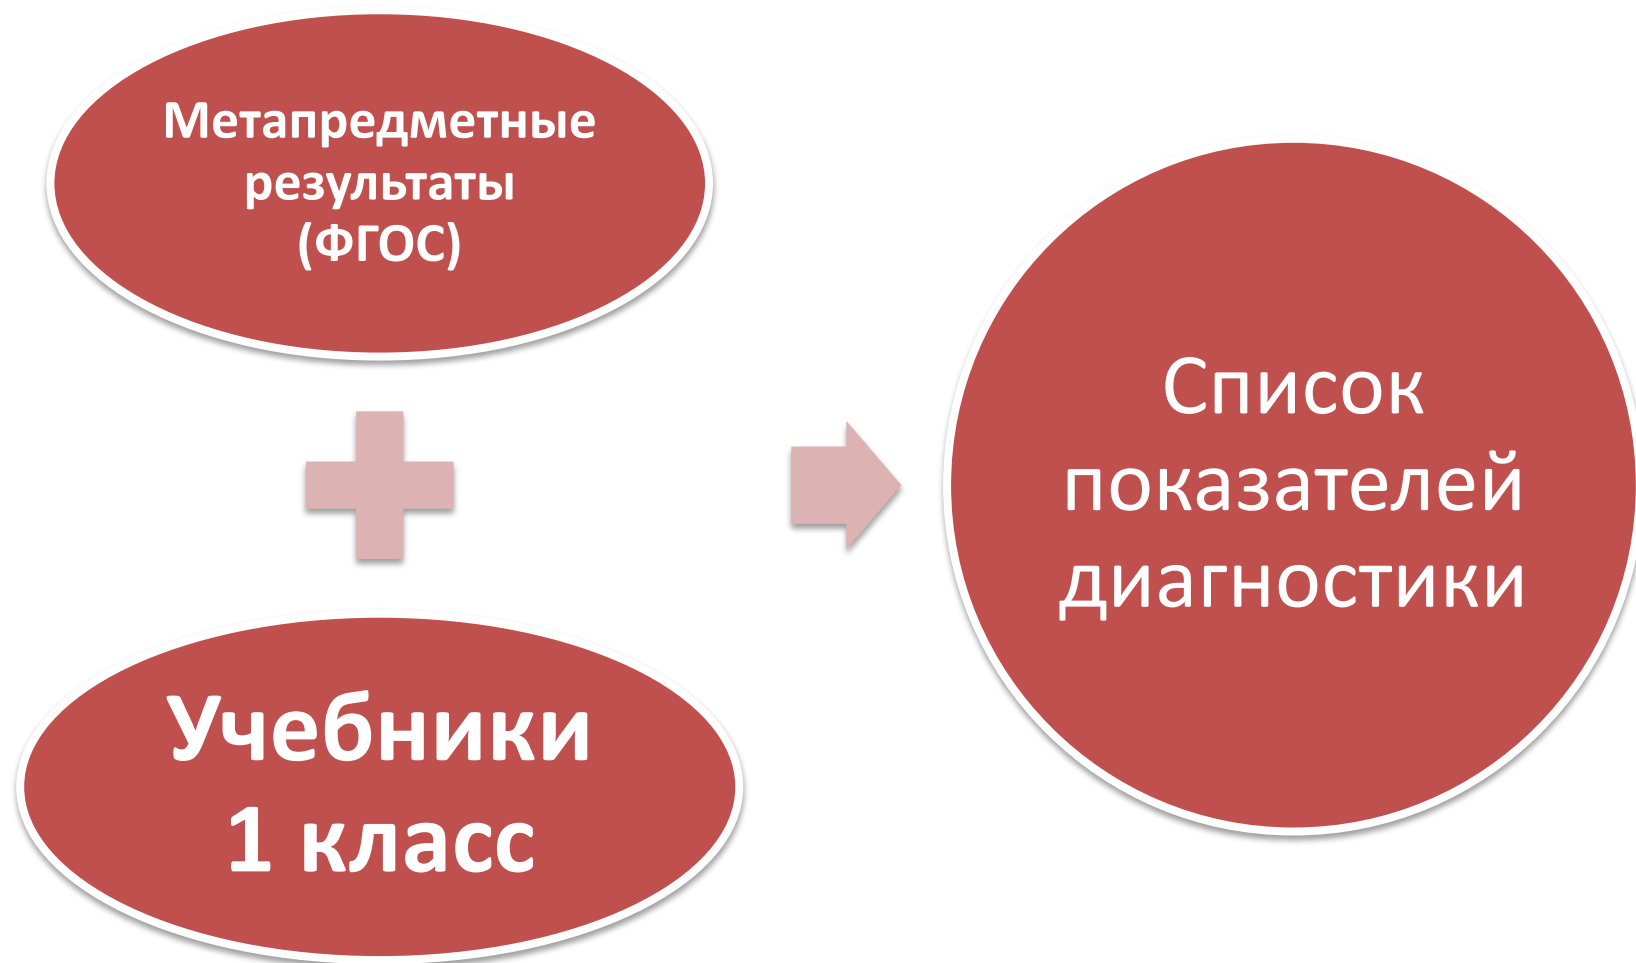 Метапредметные
результаты
(ФГОС)
Учебники
1 класс
Список
показателей
диагностики